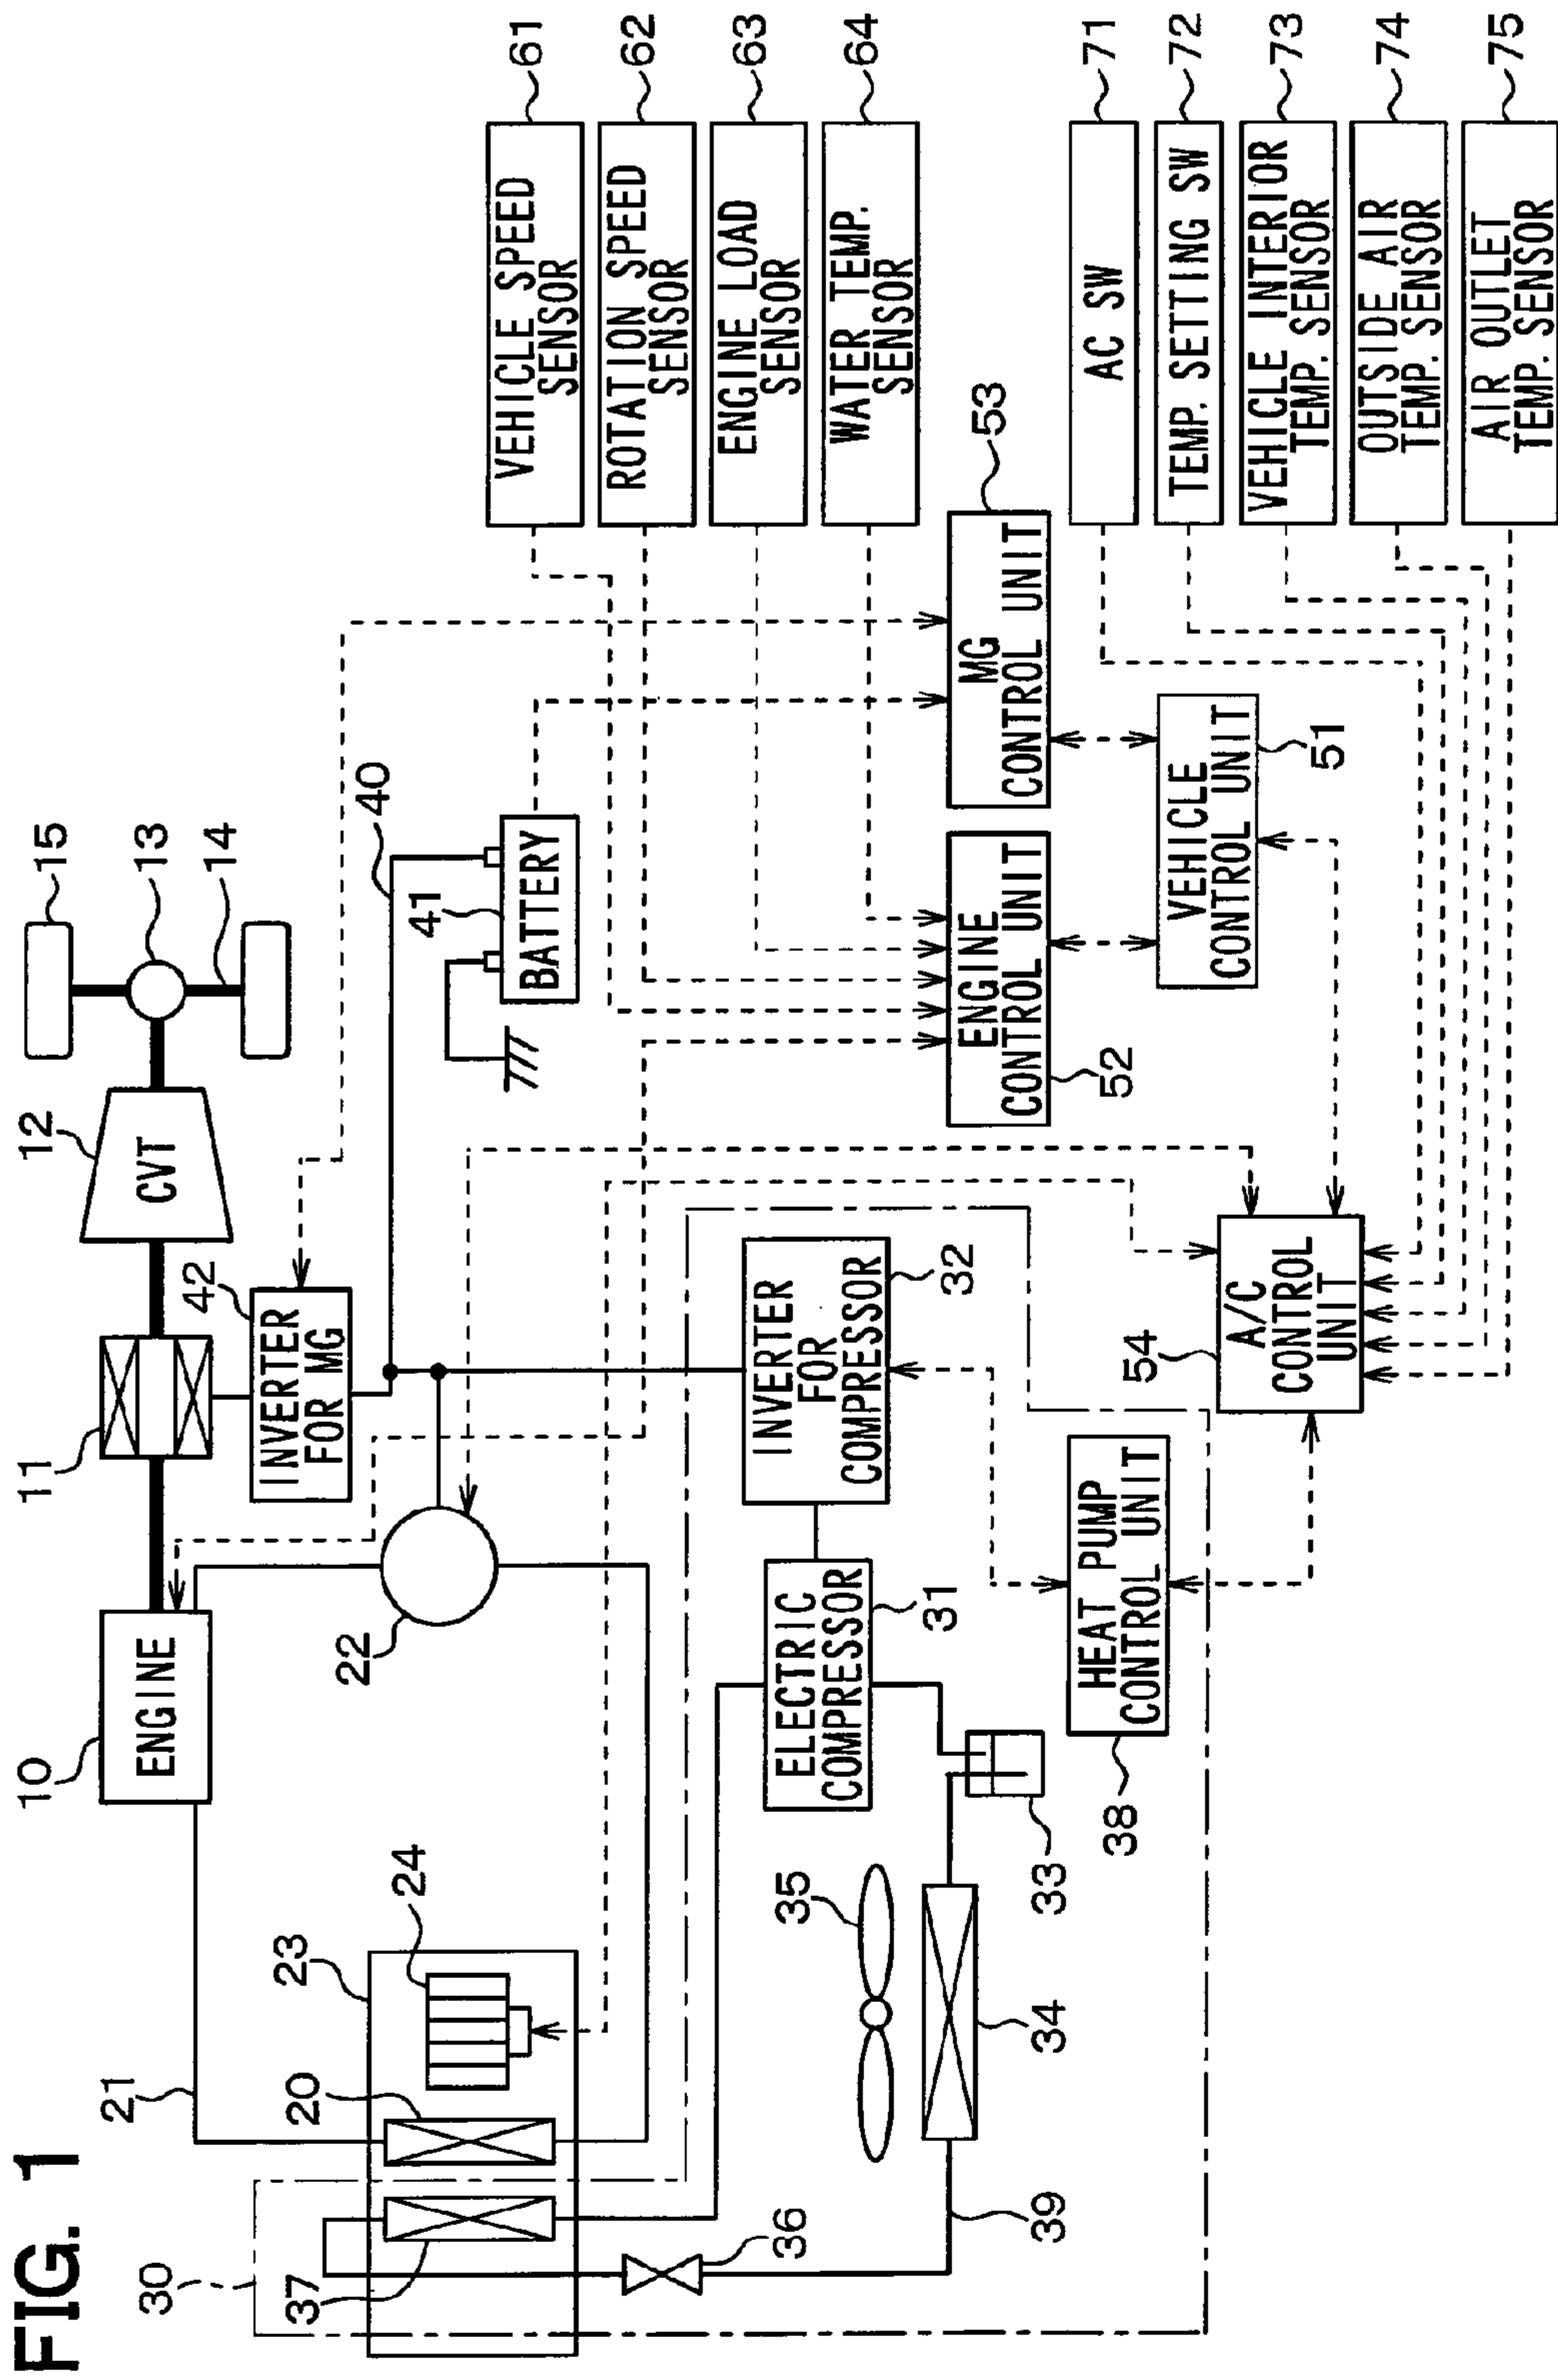 FIG. 1
10
ENGINE
11
12
CVT
15
13
14
42
INVERTER
FOR MG
40
41
BATTERY
21
22
23
24
20
30
37
36
39
34
35
33
ELECTRIC
COMPRESSOR
31
INVERTER
FOR
COMPRESSOR
32
HEAT PUMP
CONTROL UNIT
38
54
A/C
CONTROL
UNIT
ENGINE
CONTROL UNIT
52
MG
CONTROL UNIT
53
VEHICLE
CONTROL UNIT
51
VEHICLE SPEED
SENSOR
61
ROTATION SPEED
SENSOR
62
ENGINE LOAD
SENSOR
63
WATER TEMP.
SENSOR
64
AC SW
71
TEMP. SETTING SW
72
VEHICLE INTERIOR
TEMP. SENSOR
73
OUTSIDE AIR
TEMP. SENSOR
74
AIR OUTLET
TEMP. SENSOR
75